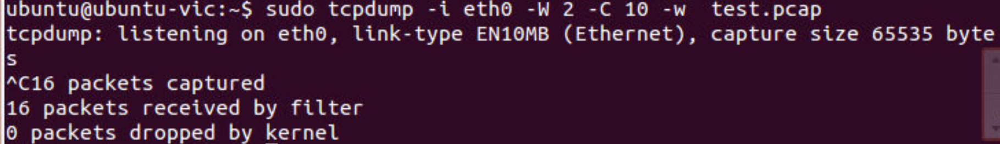 ubuntu@ubuntu-vic:~$ sudo tcpdump -i eth0 -W 2 -C 10 -w  test.pcap
tcpdump: listening on eth0, link-type EN10MB (Ethernet), capture size 65535 byte
s
^C16 packets captured
16 packets received by filter
0 packets dropped by kernel